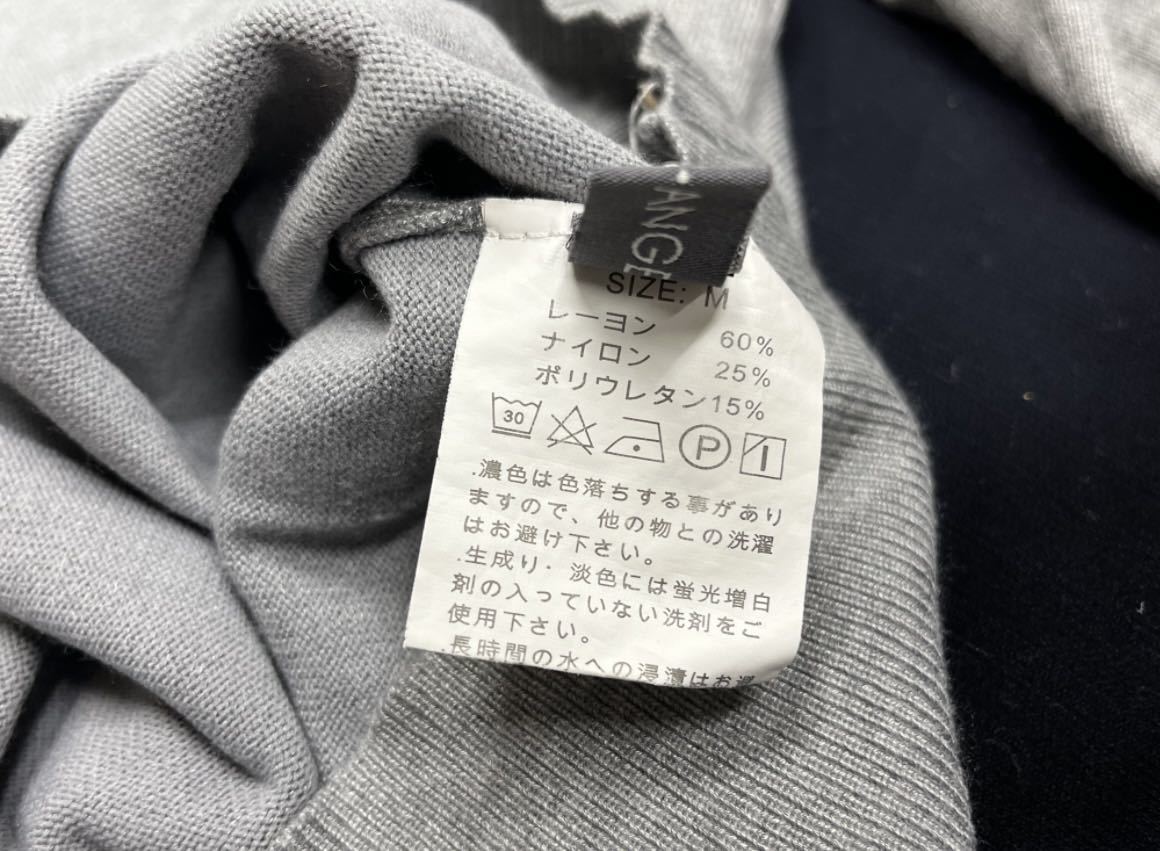 ANGE
SIZE: M
レーヨン 60%
ナイロン 25%
ポリウレタン15%
30
P
.濃色は色落ちする事があり
ますので、他の物との洗濯
はお避け下さい。
.生成り・淡色には蛍光増白
剤の入っていない洗剤をご
使用下さい。
.長時間の水への浸漬はお避